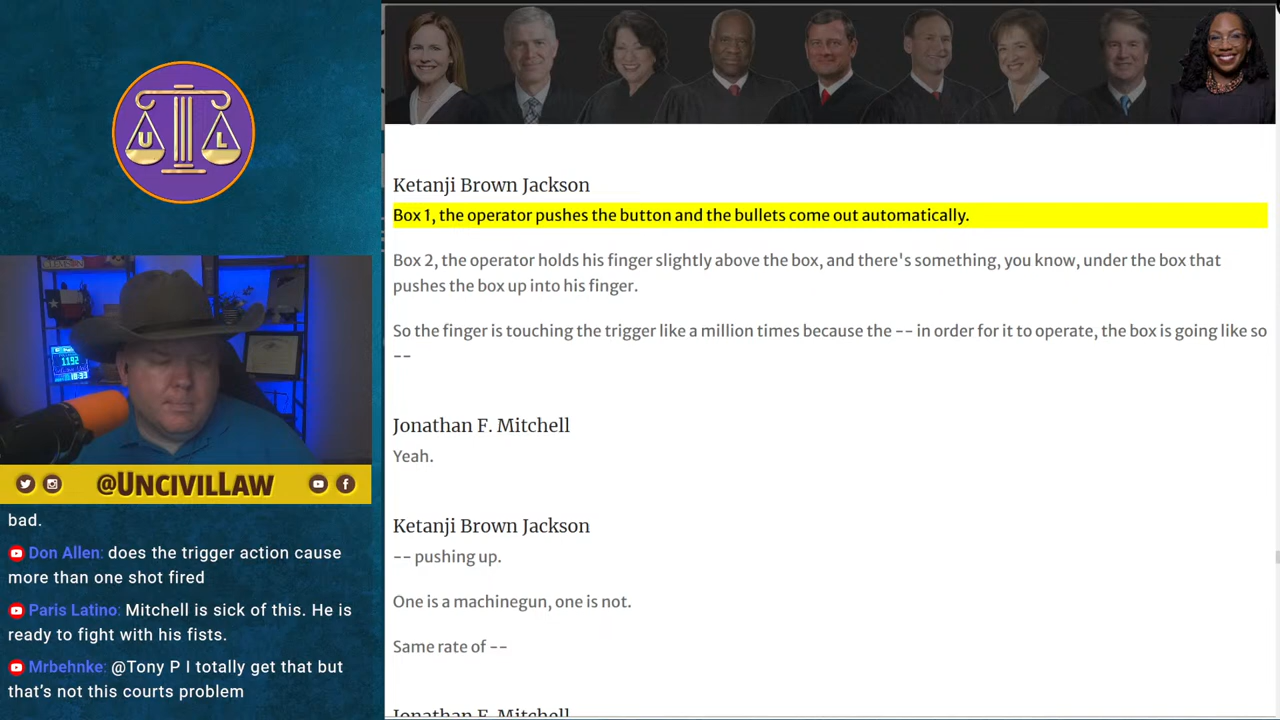 U L
1192
@UNCIVILLAW
bad.
Don Allen: does the trigger action cause
more than one shot fired
Paris Latino: Mitchell is sick of this. He is
ready to fight with his fists.
Mrbehnke: @Tony P I totally get that but
that's not this courts problem
Ketanji Brown Jackson
Box 1, the operator pushes the button and the bullets come out automatically.
Box 2, the operator holds his finger slightly above the box, and there's something, you know, under the box that
pushes the box up into his finger.
So the finger is touching the trigger like a million times because the -- in order for it to operate, the box is going like so
--
Jonathan F. Mitchell
Yeah.
Ketanji Brown Jackson
-- pushing up.
One is a machinegun, one is not.
Same rate of --
Jonathan F. Mitchell